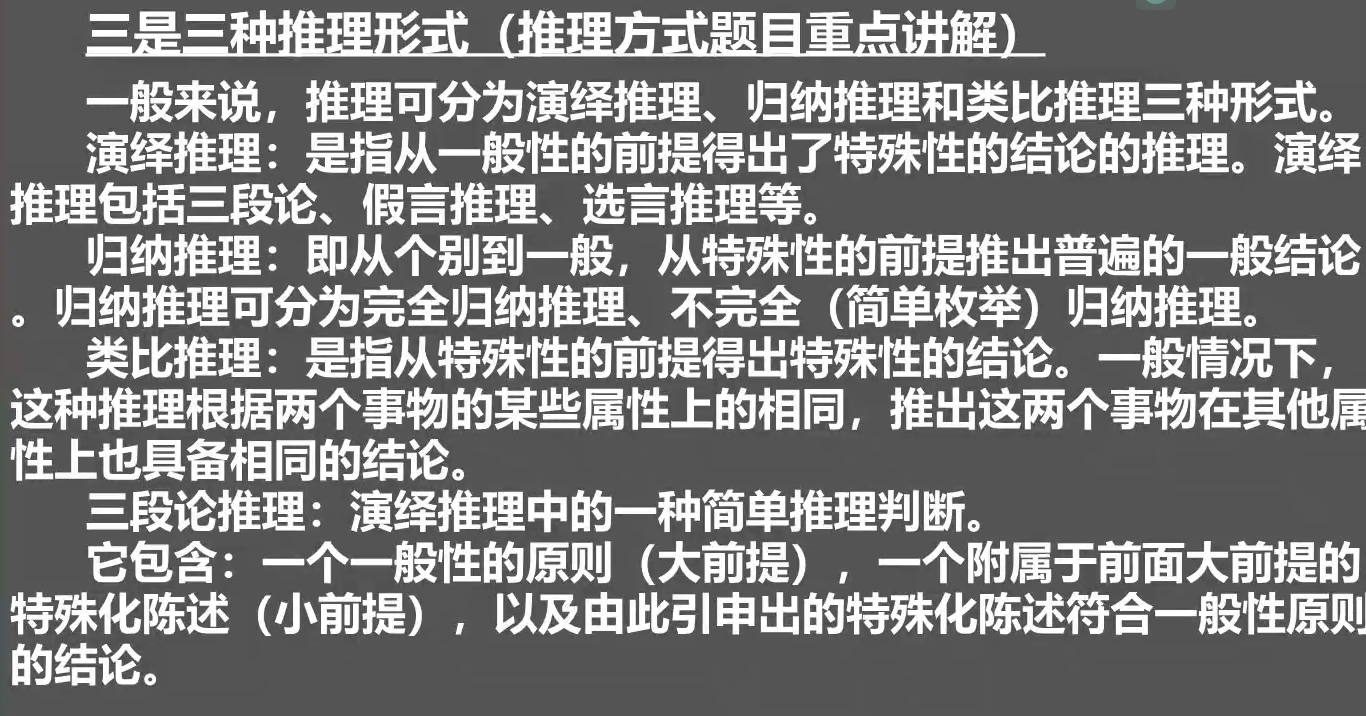 三是三种推理形式（推理方式题目重点讲解）
一般来说，推理可分为演绎推理、归纳推理和类比推理三种形式。
演绎推理：是指从一般性的前提得出了特殊性的结论的推理。演绎
推理包括三段论、假言推理、选言推理等。
归纳推理：即从个别到一般，从特殊性的前提推出普遍的一般结论
。归纳推理可分为完全归纳推理、不完全（简单枚举）归纳推理。
类比推理：是指从特殊性的前提得出特殊性的结论。一般情况下，
这种推理根据两个事物的某些属性上的相同，推出这两个事物在其他属
性上也具备相同的结论。
三段论推理：演绎推理中的一种简单推理判断。
它包含：一个一般性的原则（大前提），一个附属于前面大前提的
特殊化陈述（小前提），以及由此引申出的特殊化陈述符合一般性原则
的结论。